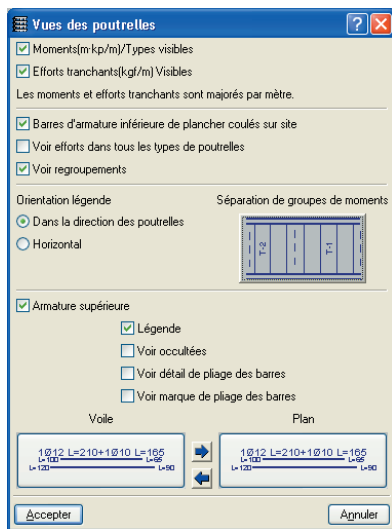 Vues des poutrelles
Moments(m·kp/m)/Types visibles
Efforts tranchants(kgf/m) Visibles
Les moments et efforts tranchants sont majorés par mètre.
Barres d'armature inférieure de plancher coulés sur site
Voir efforts dans tous les types de poutrelles
Voir regroupements
Orientation légende
Séparation de groupes de moments
Dans la direction des poutrelles
Horizontal
T-2
T-1
Armature supérieure
Légende
Voir occultées
Voir détail de pliage des barres
Voir marque de pliage des barres
Voile
Plan
1Ø12 L=210+1Ø10 L=165
L=100 L=65
L=120 L=90
1Ø12 L=210+1Ø10 L=165
L=100 L=65
L=120 L=90
Accepter
Annuler